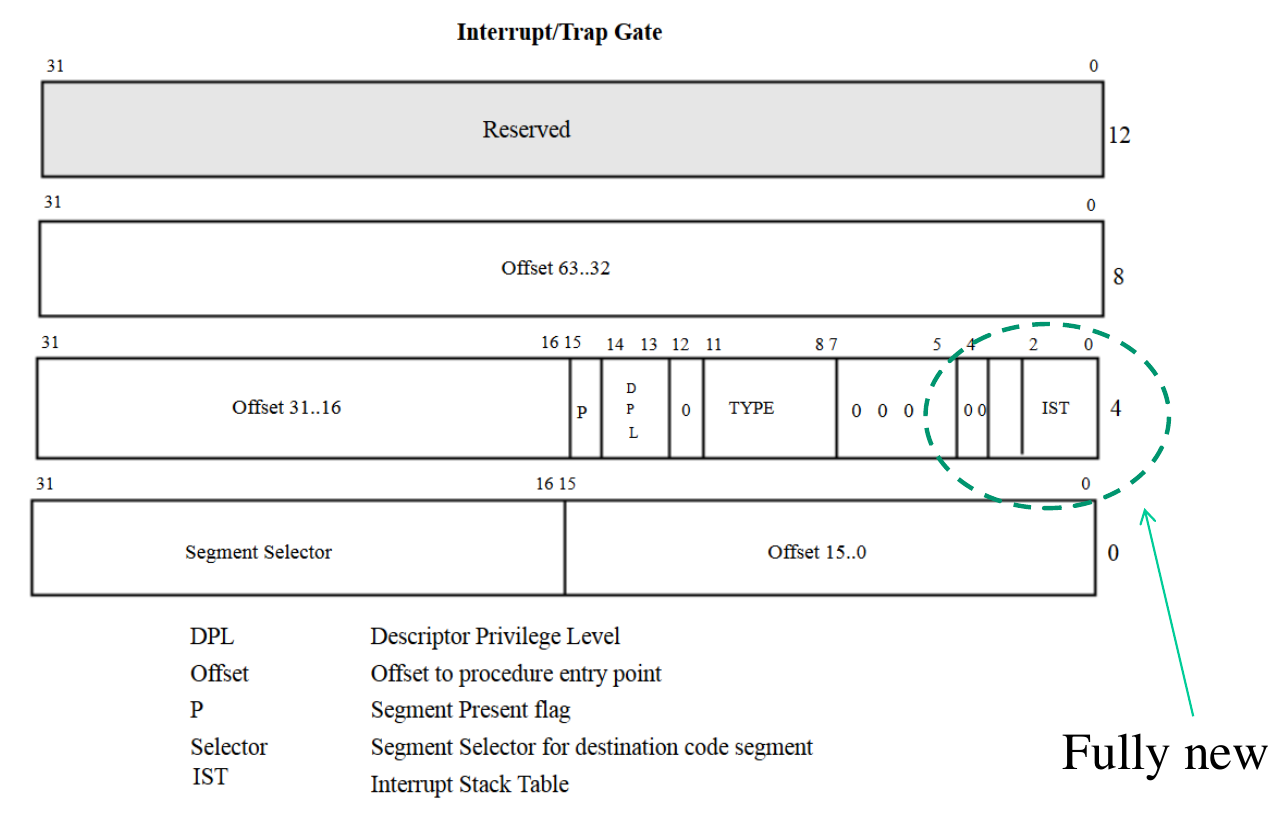 Interrupt/Trap Gate
31 0
Reserved
12
31 0
Offset 63..32
8
31 16 15 14 13 12 11 8 7 5 4 2 0
Offset 31..16 P D P L 0 TYPE 0 0 0 0 0 IST
4
31 16 15 0
Segment Selector Offset 15..0
0
DPL Descriptor Privilege Level
Offset Offset to procedure entry point
P Segment Present flag
Selector Segment Selector for destination code segment
IST Interrupt Stack Table
Fully new